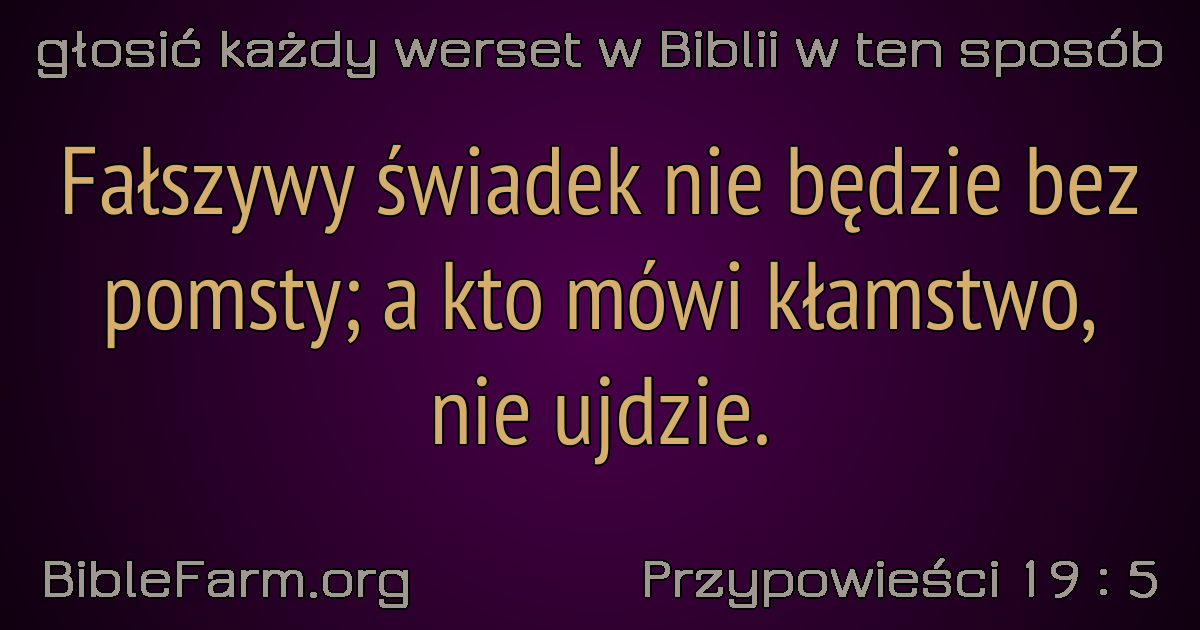 głosić każdy werset w Biblii w ten sposób
Fałszywy świadek nie będzie bez
pomsty; a kto mówi kłamstwo,
nie ujdzie.
BibleFarm.org
Przypowieści 19 : 5